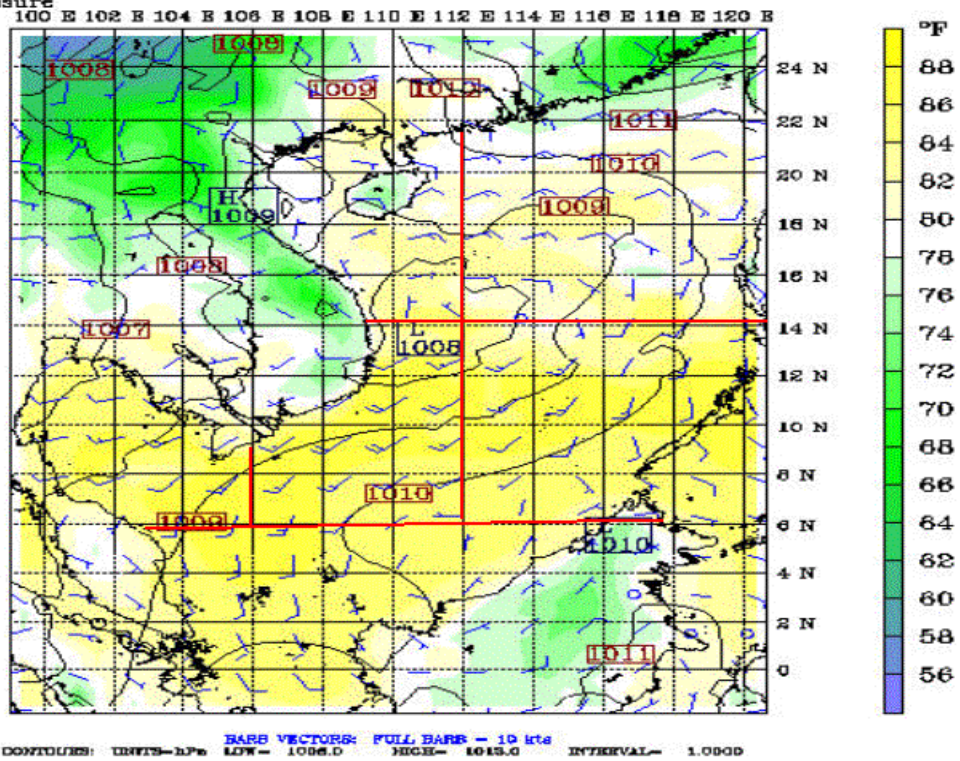 sure
100 E 102 E 104 E 106 E 108 E 110 E 112 E 114 E 116 E 118 E 120 E
°F
1008
1008
24 N
88
1009
1012
86
1011
22 N
84
1010
20 N
82
H
1009
1009
18 N
80
1008
16 N
78
76
1007
L
1008
14 N
74
12 N
72
70
10 N
68
8 N
66
1010
1009
6 N
64
L
1010
62
4 N
60
2 N
58
1011
0
56
BARB VECTORS: FULL BARB = 10 kts
CONTOURS: UNITS=hPa LOW= 1006.0 HIGH= 1013.0 INTERVAL= 1.0000